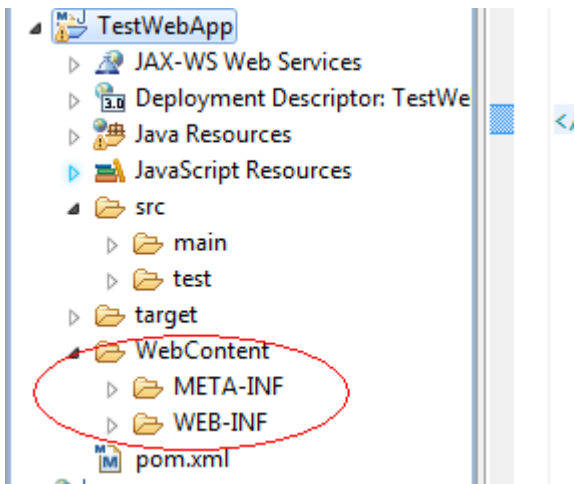 TestWebApp
JAX-WS Web Services
3.0 Deployment Descriptor: TestWe
Java Resources
JavaScript Resources
src
main
test
target
WebContent
META-INF
WEB-INF
pom.xml